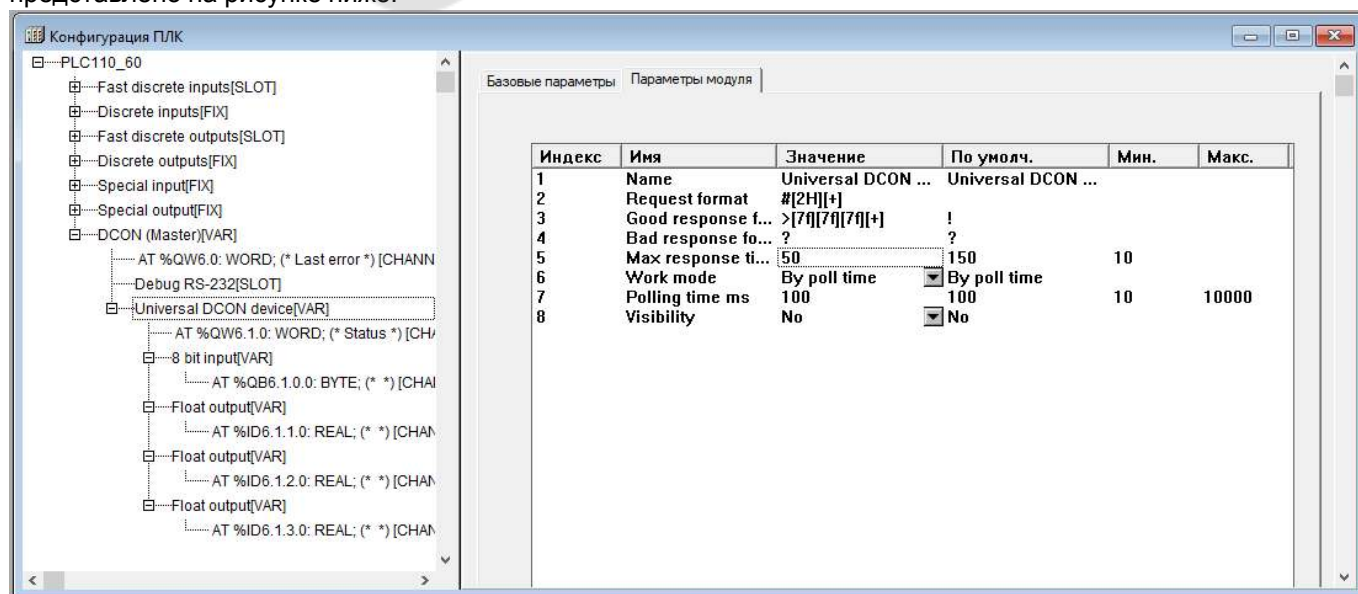 представлено на рисунке ниже.
Конфигурация ПЛК
PLC110_60
Fast discrete inputs[SLOT]
Discrete inputs[FIX]
Fast discrete outputs[SLOT]
Discrete outputs[FIX]
Special input[FIX]
Special output[FIX]
DCON (Master)[VAR]
AT %QW6.0: WORD; (* Last error *) [CHANN
Debug RS-232[SLOT]
Universal DCON device[VAR]
AT %QW6.1.0: WORD; (* Status *) [CHA
8 bit input[VAR]
AT %QB6.1.0.0: BYTE; (* *) [CHAI
Float output[VAR]
AT %ID6.1.1.0: REAL; (* *) [CHAN
Float output[VAR]
AT %ID6.1.2.0: REAL; (* *) [CHAN
Float output[VAR]
AT %ID6.1.3.0: REAL; (* *) [CHAN
Базовые параметры Параметры модуля
Индекс Имя Значение По умолч. Мин. Макс.
1 Name Universal DCON ... Universal DCON ...
2 Request format #[2H][+]
3 Good response f... >[7f][7f][7f][+] !
4 Bad response fo... ? ?
5 Max response ti... 50 150 10
6 Work mode By poll time By poll time
7 Polling time ms 100 100 10 10000
8 Visibility No No